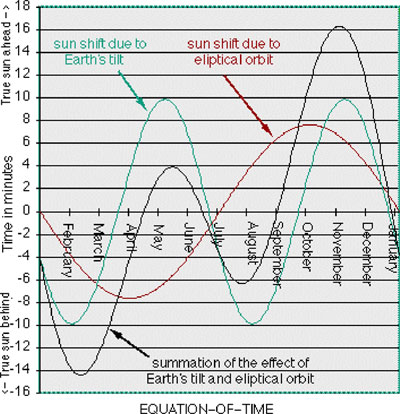 True sun ahead -->
Time in minutes
<-- True sun behind
18
16
14
12
10
8
6
4
2
0
-2
-4
-6
-8
-10
-12
-14
-16
sun shift due to
Earth's tilt
sun shift due to
eliptical orbit
February
March
April
May
June
July
August
September
October
November
December
January
summation of the effect of
Earth's tilt and eliptical orbit
EQUATION-OF-TIME